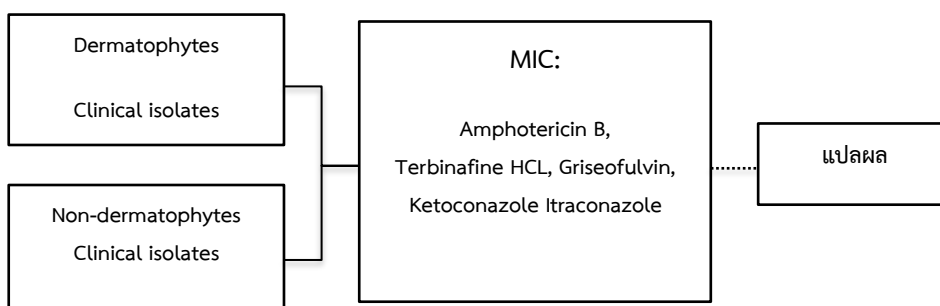 Dermatophytes
Clinical isolates
Non-dermatophytes
Clinical isolates
MIC:
Amphotericin B,
Terbinafine HCL, Griseofulvin,
Ketoconazole Itraconazole
แปลผล